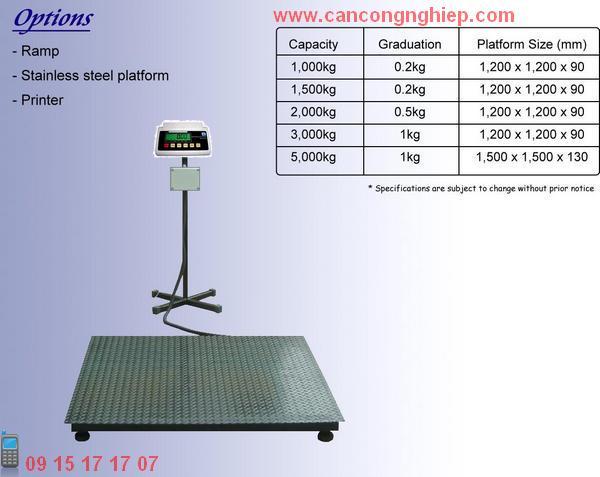 Options
- Ramp
- Stainless steel platform
- Printer
www.cancongnghiep.com
Capacity Graduation Platform Size (mm)
1,000kg 0.2kg 1,200 x 1,200 x 90
1,500kg 0.2kg 1,200 x 1,200 x 90
2,000kg 0.5kg 1,200 x 1,200 x 90
3,000kg 1kg 1,200 x 1,200 x 90
5,000kg 1kg 1,500 x 1,500 x 130
* Specifications are subject to change without prior notice
09 15 17 17 07